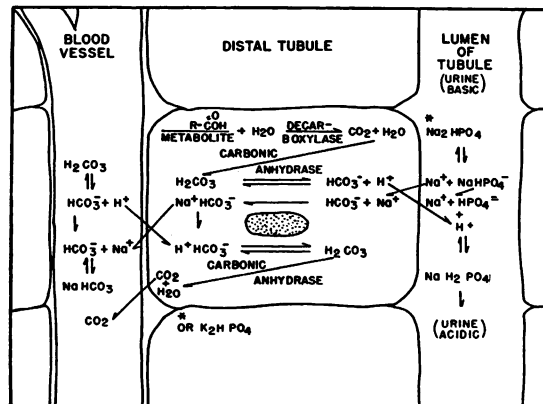 BLOOD
VESSEL
H2CO3
⇅
HCO3⁻ + H⁺
↓
HCO3⁻ + Na⁺
⇅
NaHCO3
CO2
DISTAL TUBULE
R-COH + H2O DECAR- CO2 + H2O
O
METABOLITE BOXYLASE
CARBONIC
ANHYDRASE
H2CO3 ⇌ HCO3⁻ + H⁺
Na⁺HCO3⁻ ← HCO3⁻ + Na⁺
↓
H⁺HCO3⁻ ⇌ H2CO3
CARBONIC
ANHYDRASE
CO2
+
H2O
*
OR K2H PO4
LUMEN
OF
TUBULE
(URINE
BASIC)
*
Na2 HPO4
⇅
Na⁺ + NaHPO4⁻
Na⁺ + HPO4⁼
+
H⁺
⇅
Na H2 PO4
↓
(URINE
ACIDIC)